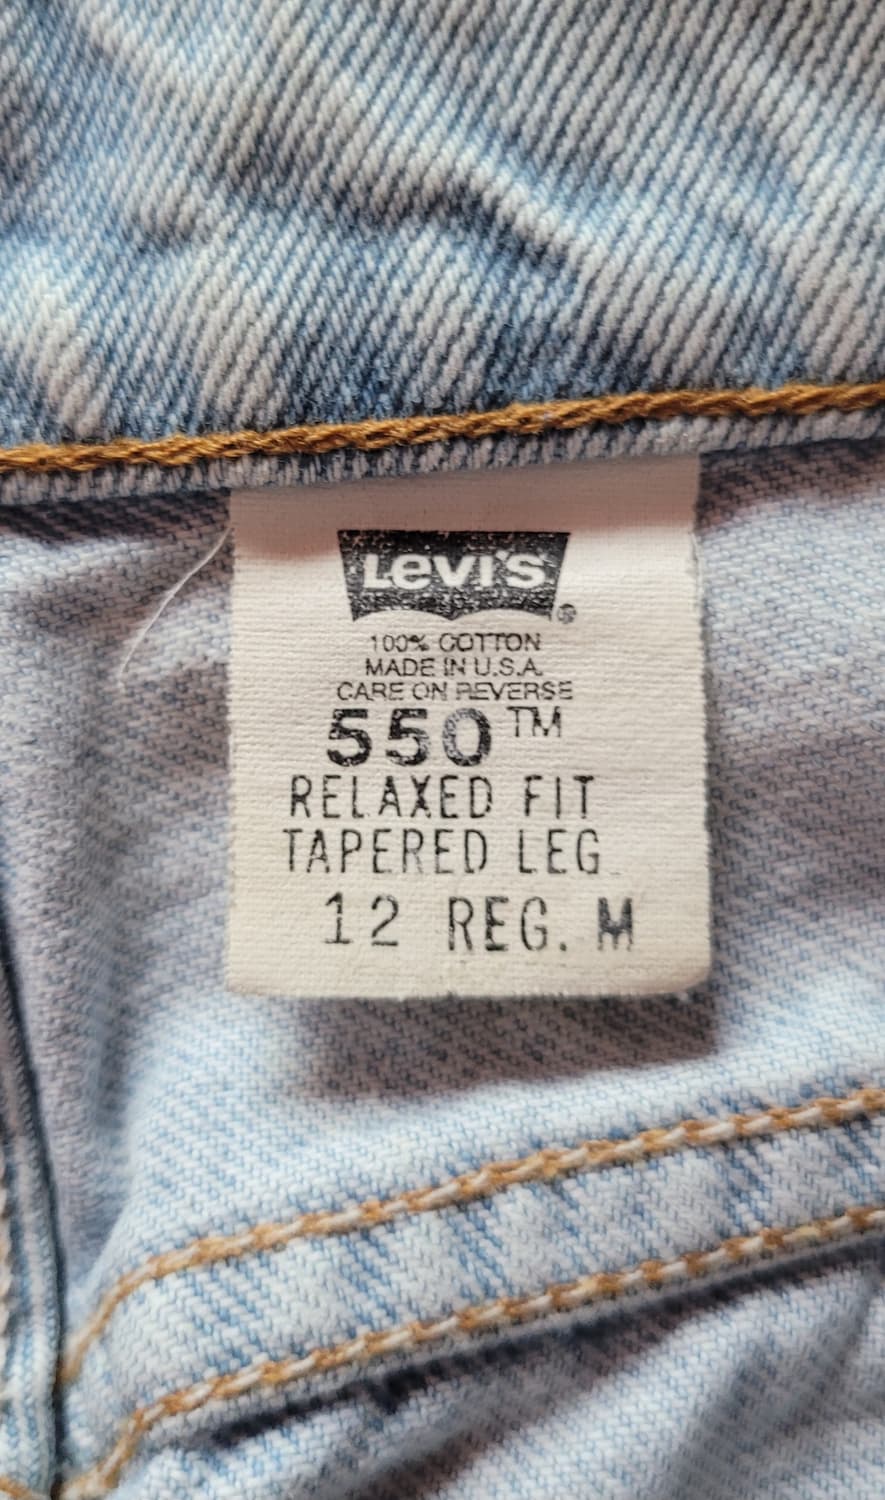 Levi's®
100% COTTON
MADE IN U.S.A.
CARE ON REVERSE
550™
RELAXED FIT
TAPERED LEG
12 REG. M